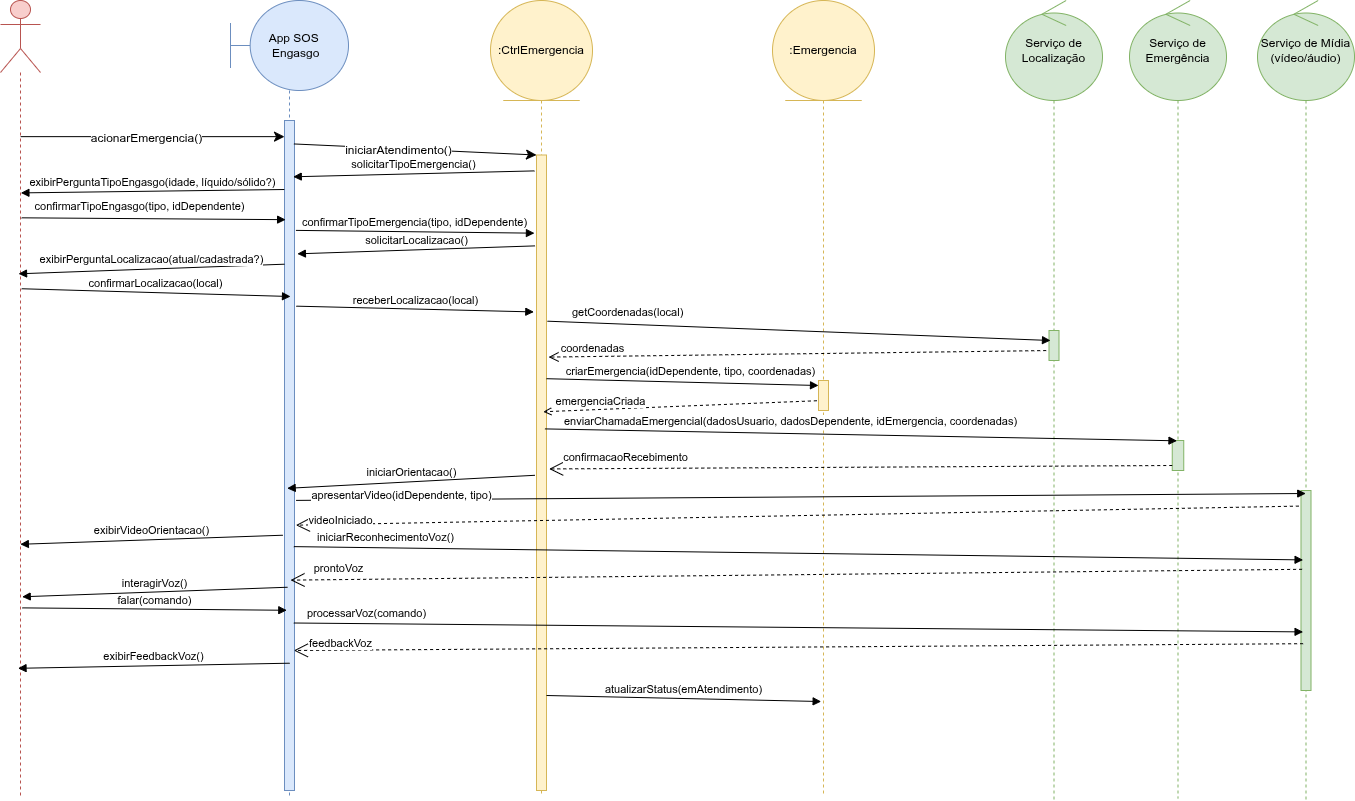 App SOS
Engasgo
:CtrlEmergencia
:Emergencia
Serviço de
Localização
Serviço de
Emergência
Serviço de Mídia
(vídeo/áudio)
acionarEmergencia()
iniciarAtendimento()
solicitarTipoEmergencia()
exibirPerguntaTipoEngasgo(idade, líquido/sólido?)
confirmarTipoEngasgo(tipo, idDependente)
confirmarTipoEmergencia(tipo, idDependente)
solicitarLocalizacao()
exibirPerguntaLocalizacao(atual/cadastrada?)
confirmarLocalizacao(local)
receberLocalizacao(local)
getCoordenadas(local)
coordenadas
criarEmergencia(idDependente, tipo, coordenadas)
emergenciaCriada
enviarChamadaEmergencial(dadosUsuario, dadosDependente, idEmergencia, coordenadas)
confirmacaoRecebimento
iniciarOrientacao()
apresentarVideo(idDependente, tipo)
videoIniciado
exibirVideoOrientacao()
iniciarReconhecimentoVoz()
prontoVoz
interagirVoz()
falar(comando)
processarVoz(comando)
feedbackVoz
exibirFeedbackVoz()
atualizarStatus(emAtendimento)